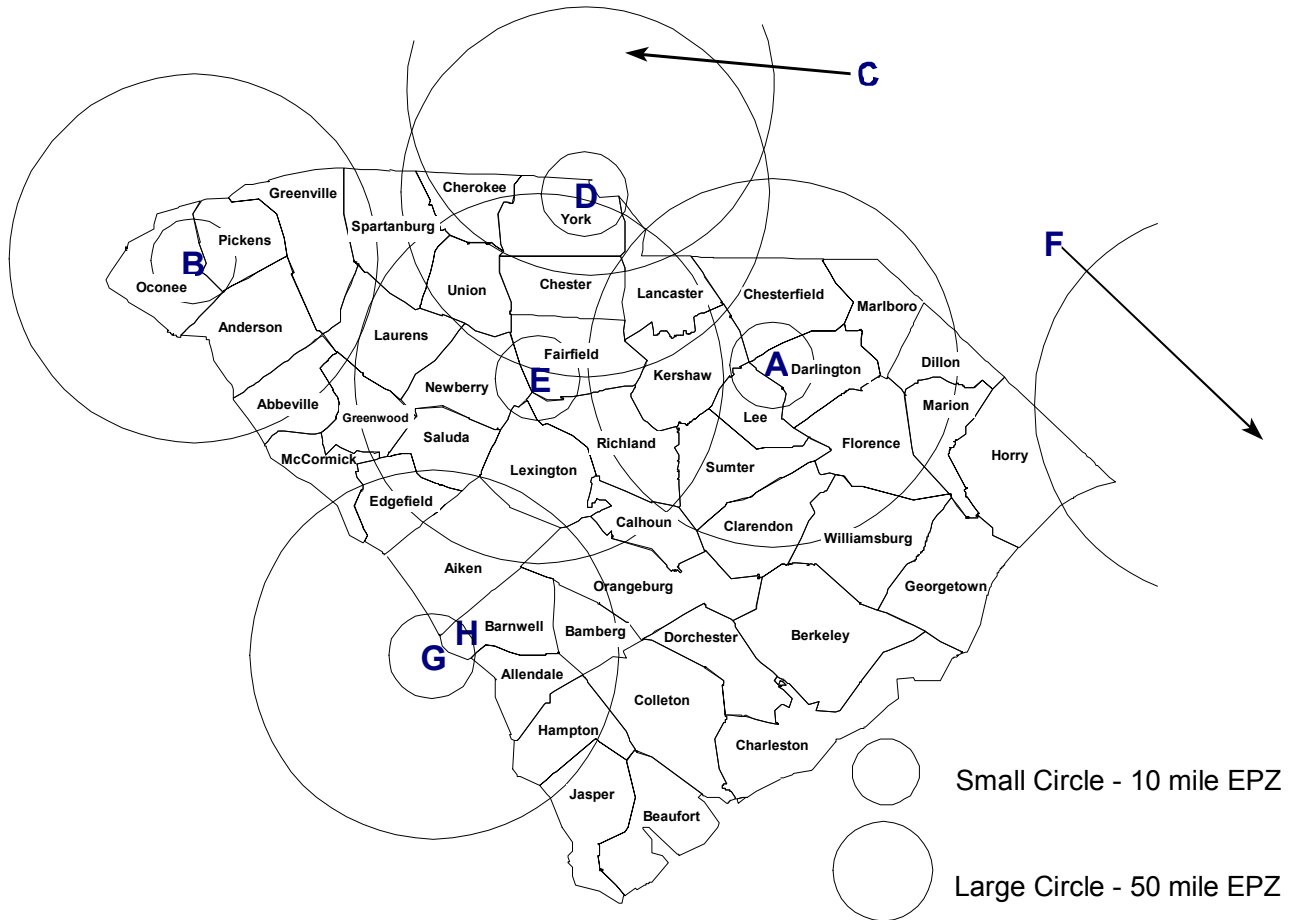 C
Greenville
Cherokee
D
York
Spartanburg
Pickens
B
F
Oconee
Union
Chester
Lancaster
Chesterfield
Marlboro
Anderson
Laurens
Fairfield
A
Darlington
Dillon
E
Kershaw
Newberry
Abbeville
Greenwood
Lee
Marion
Saluda
Richland
Florence
McCormick
Lexington
Sumter
Horry
Edgefield
Calhoun
Clarendon
Williamsburg
Aiken
Orangeburg
Georgetown
H
Barnwell
Bamberg
Dorchester
Berkeley
G
Allendale
Colleton
Hampton
Charleston
Jasper
Beaufort
Small Circle - 10 mile EPZ
Large Circle - 50 mile EPZ